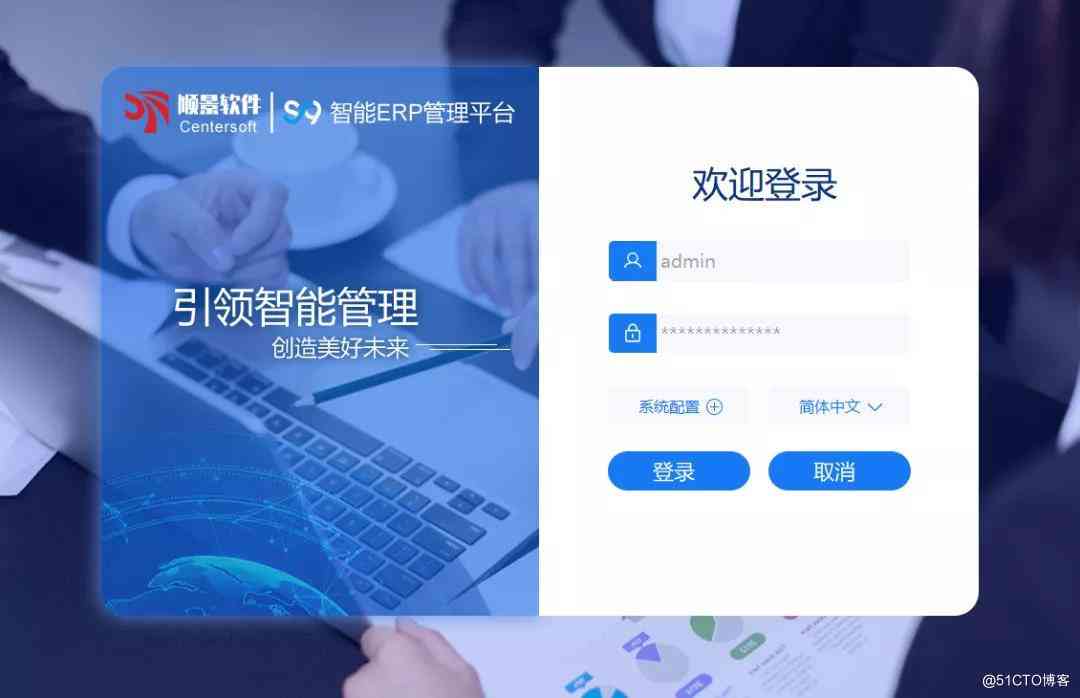 顺景软件
Centersoft
S9 智能ERP管理平台
引领智能管理
创造美好未来
欢迎登录
admin
**************
系统配置
简体中文
登录
取消
@51CTO博客